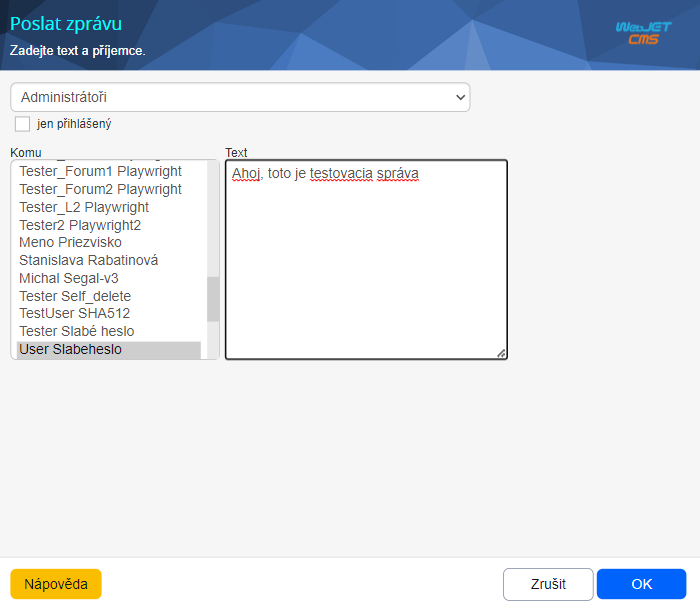 Poslat zprávu
Zadejte text a příjemce.
WebJET
CMS
Administrátoři
jen přihlášený
Komu
Text
Tester_Forum1 Playwright
Tester_Forum2 Playwright
Tester_L2 Playwright
Tester2 Playwright2
Meno Priezvisko
Stanislava Rabatinová
Michal Segal-v3
Tester Self_delete
TestUser SHA512
Tester Slabé heslo
User Slabeheslo
Ahoj, toto je testovacia správa
Nápověda
Zrušit
OK